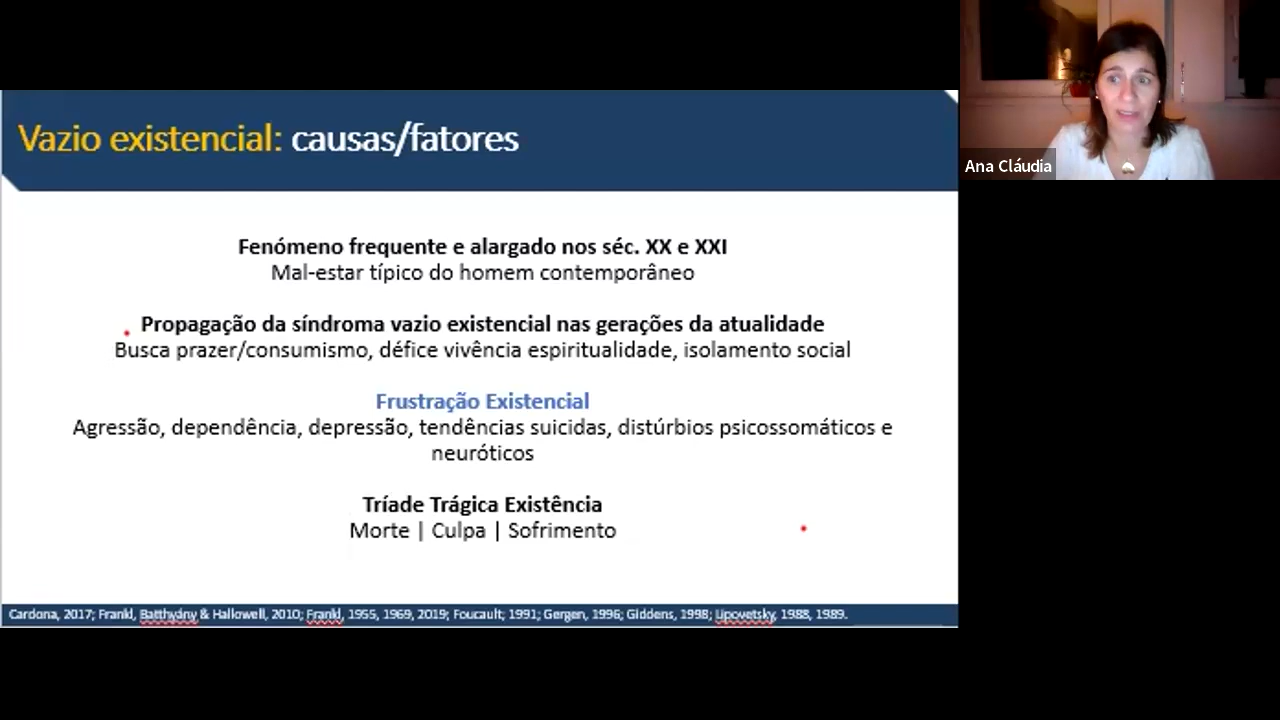 Vazio existencial: causas/fatores
Ana Cláudia
Fenómeno frequente e alargado nos séc. XX e XXI
Mal-estar típico do homem contemporâneo
Propagação da síndroma vazio existencial nas gerações da atualidade
Busca prazer/consumismo, défice vivência espiritualidade, isolamento social
Frustração Existencial
Agressão, dependência, depressão, tendências suicidas, distúrbios psicossomáticos e
neuróticos
Tríade Trágica Existência
Morte | Culpa | Sofrimento
Cardona, 2017; Frankl, Batthyány & Hallowell, 2010; Frankl, 1955, 1969, 2019; Foucault; 1991; Gergen, 1996; Giddens, 1998; Lipovetsky, 1988, 1989.